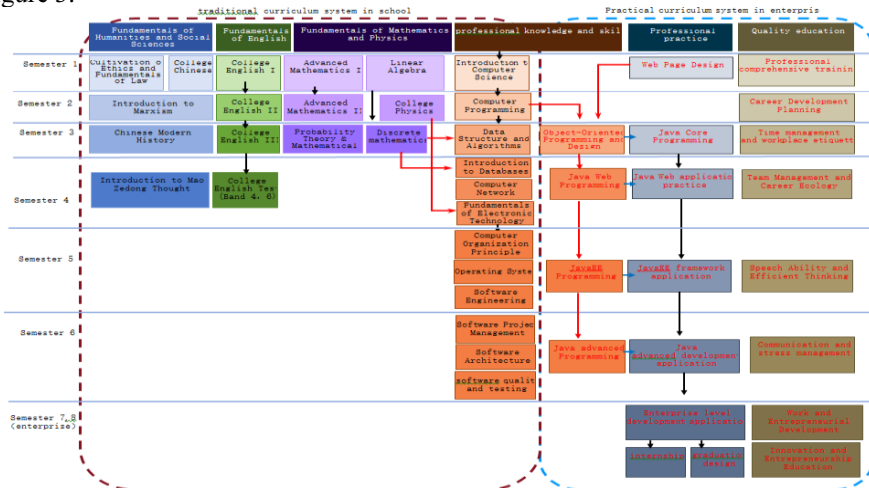 gure 3.
traditional curriculum system in school
Practical curriculum system in enterpris
Fundamentals of
Humanities and Social
Sciences
Fundamentals
of English
Fundamentals of Mathematics
and Physics
professional knowledge and skil
Professional
practice
Quality education
Semester 1
Cultivation o
Ethics and
Fundamentals
of Law
College
Chinese
College
English I
Advanced
Mathematics I
Linear
Algebra
Introduction t
Computer
Science
Web Page Design
Professional
comprehensive trainin
Semester 2
Introduction to
Marxism
College
English II
Advanced
Mathematics II
College
Physics
Computer
Programming
Career Development
Planning
Semester 3
Chinese Modern
History
College
English III
Probability
Theory &
Mathematical
Discrete
mathematic
Data
Structure and
Algorithms
Object-Oriented
Programming and
Dezign
Java Core
Programming
Time management
and workplace etiquett
Semester 4
Introduction to Mao
Zedong Thought
College
English Tes
(Band 4, 6)
Introduction
to Databases
Computer
Network
Fundamentals
of Electronic
Technology
Java Web
Programming
Java Web applicatio
practice
Team Management and
Career Ecology
Semester 5
Computer
Organization
Principle
Operating Syste
Software
Engineering
JavaEE
Programming
JavaEE framework
application
Speech Ability and
Efficient Thinking
Semester 6
Software Projec
Management
Software
Architecture
software qualit
and testing
Java advanced
Programming
Java
advanced developmen
application
Communication and
stress management
Semester 7,8
(enterprize)
Enterprise level
development applicatio
Work and
Entrepreneurial
Development
internship
graduatio
design
Innovation and
Entrepreneurship
Education